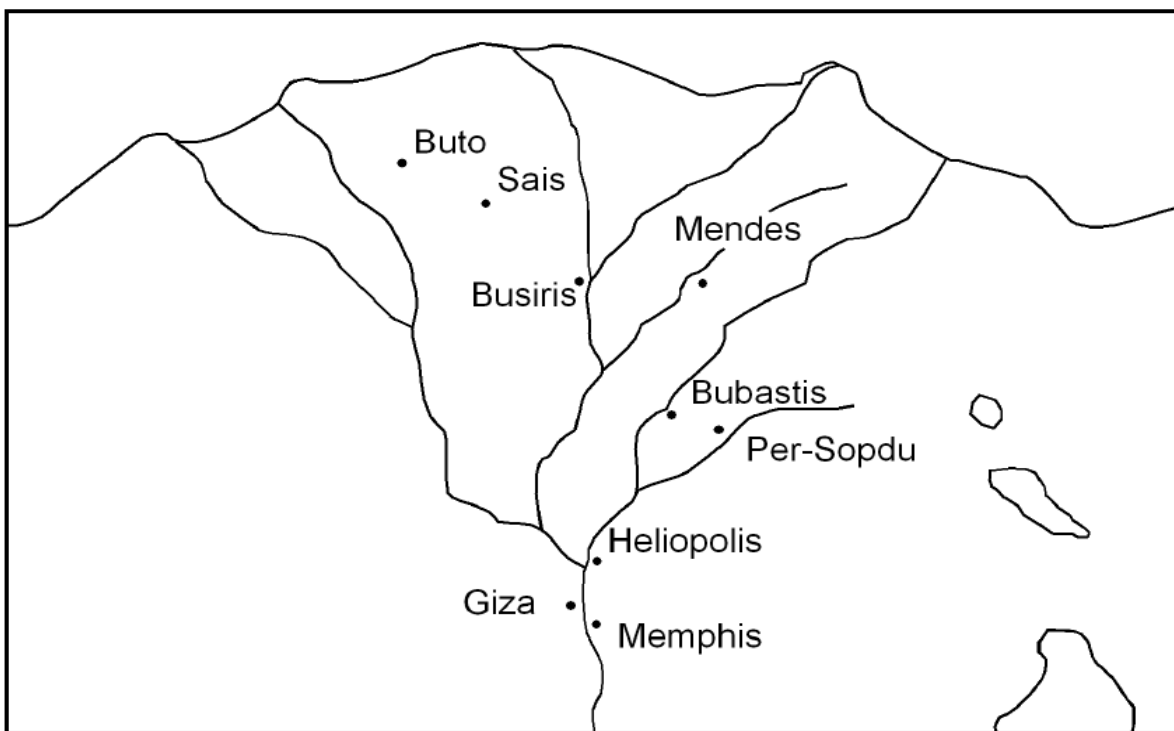 Buto
Sais
Mendes
Busiris
Bubastis
Per-Sopdu
Heliopolis
Giza
Memphis